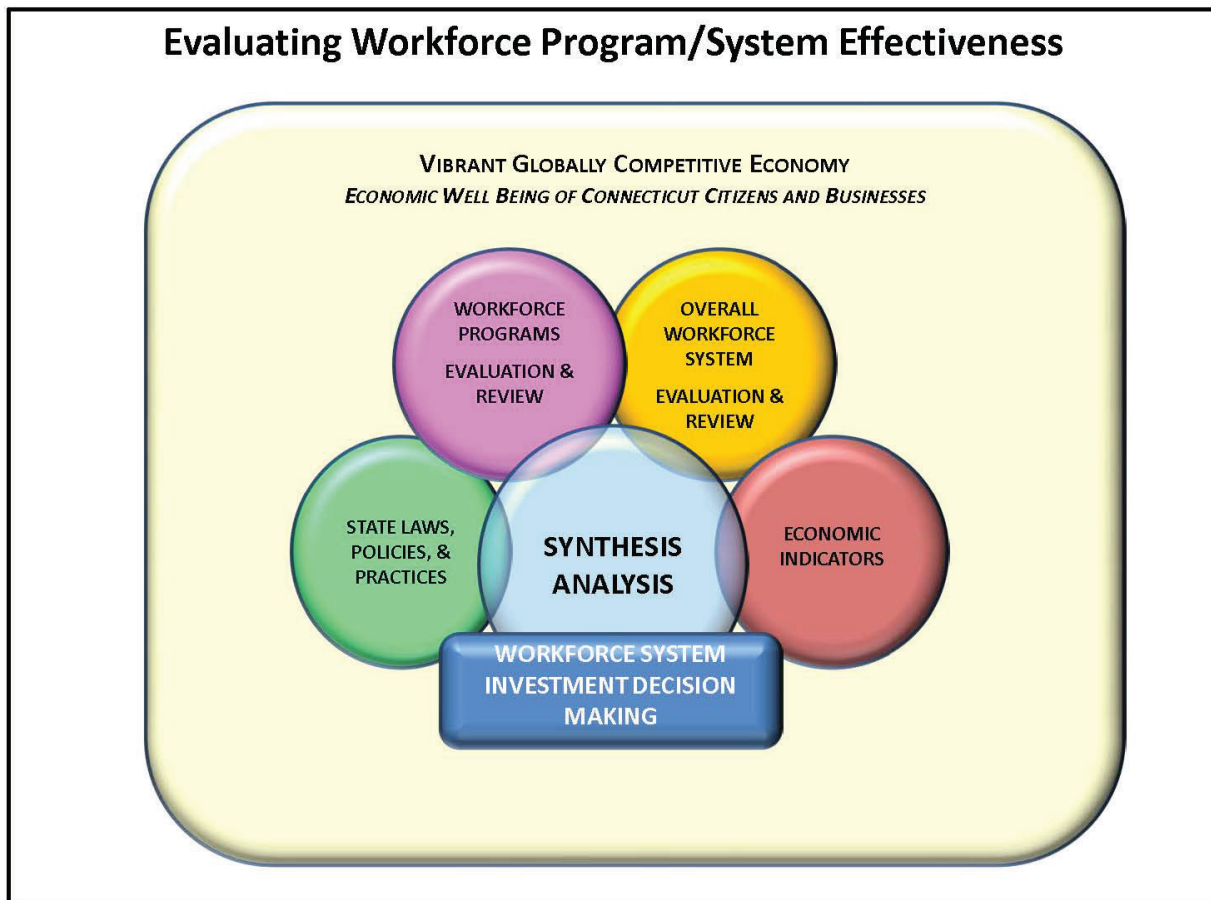 Evaluating Workforce Program/System Effectiveness
VIBRANT GLOBALLY COMPETITIVE ECONOMY
ECONOMIC WELL BEING OF CONNECTICUT CITIZENS AND BUSINESSES
WORKFORCE
PROGRAMS
EVALUATION &
REVIEW
OVERALL
WORKFORCE
SYSTEM
EVALUATION &
REVIEW
STATE LAWS,
POLICIES, &
PRACTICES
SYNTHESIS
ANALYSIS
ECONOMIC
INDICATORS
WORKFORCE SYSTEM
INVESTMENT DECISION
MAKING